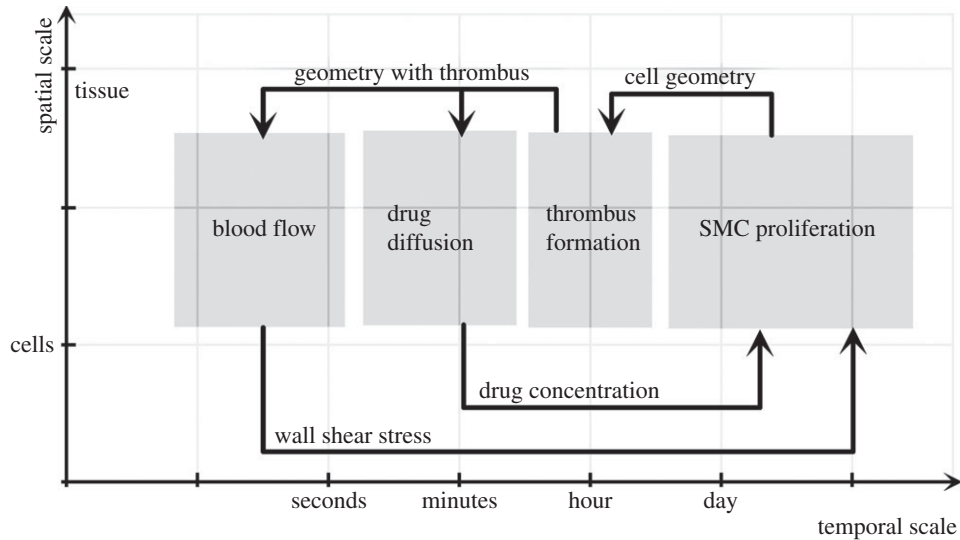 spatial scale
tissue
geometry with thrombus
cell geometry
blood flow
drug
diffusion
thrombus
formation
SMC proliferation
cells
drug concentration
wall shear stress
seconds
minutes
hour
day
temporal scale